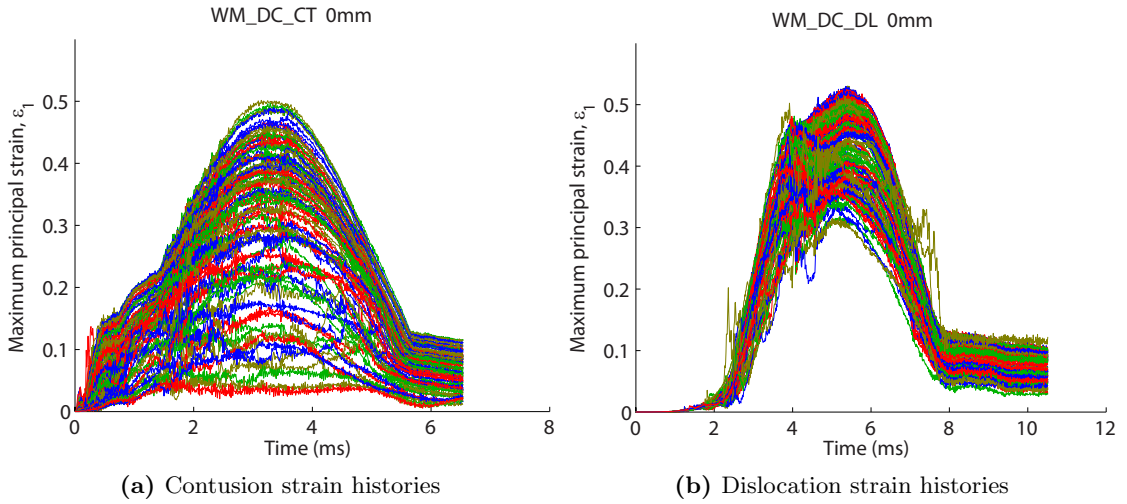 WM_DC_CT 0mm
Maximum principal strain, ε1
0.5
0.4
0.3
0.2
0.1
0
0 2 4 6 8
Time (ms)
(a) Contusion strain histories
WM_DC_DL 0mm
Maximum principal strain, ε1
0.5
0.4
0.3
0.2
0.1
0
0 2 4 6 8 10 12
Time (ms)
(b) Dislocation strain histories